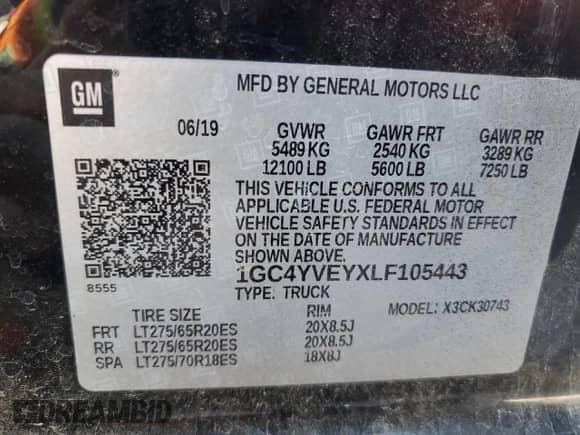 GM
MFD BY GENERAL MOTORS LLC
06/19 GVWR GAWR FRT GAWR RR
5489 KG 2540 KG 3289 KG
12100 LB 5600 LB 7250 LB
THIS VEHICLE CONFORMS TO ALL
APPLICABLE U.S. FEDERAL MOTOR
VEHICLE SAFETY STANDARDS IN EFFECT
ON THE DATE OF MANUFACTURE
SHOWN ABOVE.
8555 1GC4YVEYXLF105443
TYPE: TRUCK
MODEL: X3CK30743
TIRE SIZE RIM
FRT LT275/65R20ES 20X8.5J
RR LT275/65R20ES 20X8.5J
SPA LT275/70R18ES 18X8J
DREAMBID